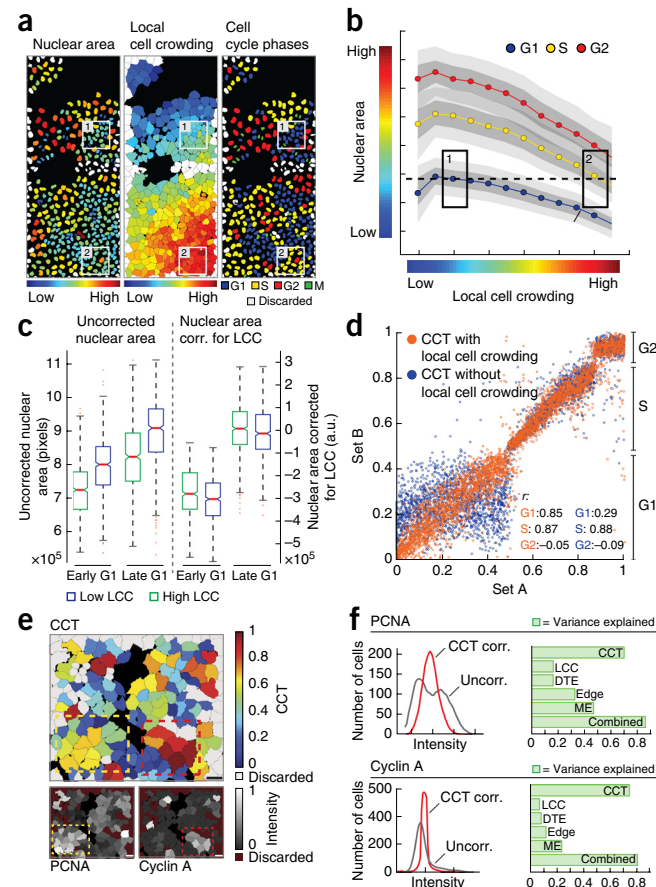 a
Nuclear area
Local
cell crowding
Cell
cycle phases
1
1
1
2
2
2
Low
High
Low
High
G1
S
G2
M
Discarded
b
High
Nuclear area
Low
G1
S
G2
1
2
Low
High
Local cell crowding
c
Uncorrected
nuclear area
Nuclear area
corr. for LCC
Uncorrected nuclear
area (pixels)
11
10
9
8
7
6
×10⁵
3
2
1
0
−1
−2
−3
−4
−5
×10⁵
Nuclear area corrected
for LCC (a.u.)
Early G1
Late G1
Early G1
Late G1
Low LCC
High LCC
d
CCT with
local cell crowding
CCT without
local cell crowding
Set B
1
0.8
0.6
0.4
0.2
0
0
0.2
0.4
0.6
0.8
1
Set A
G2
S
G1
r:
G1:0.85
G1:0.29
S: 0.87
S: 0.88
G2:–0.05
G2:–0.09
e
CCT
1
0.8
0.6
0.4
0.2
0
CCT
Discarded
1
0
Intensity
Discarded
PCNA
Cyclin A
f
PCNA
= Variance explained
Number of cells
200
150
100
50
0
CCT corr.
Uncorr.
Intensity
CCT
LCC
DTE
Edge
ME
Combined
0
0.2
0.4
0.6
0.8
Cyclin A
= Variance explained
Number of cells
500
400
300
200
100
0
CCT corr.
Uncorr.
Intensity
CCT
LCC
DTE
Edge
ME
Combined
0
0.2
0.4
0.6
0.8